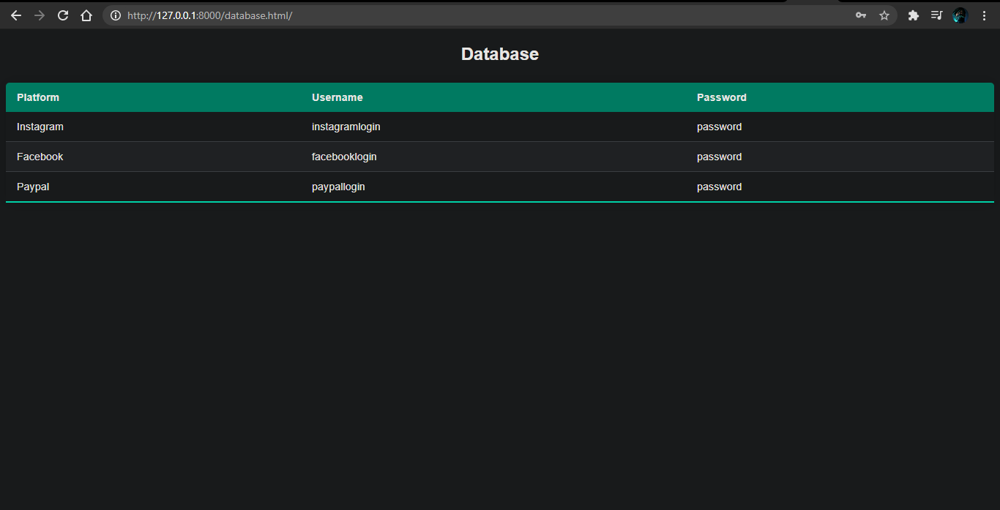 http://127.0.0.1:8000/database.html/
Database
Platform Username Password
Instagram instagramlogin password
Facebook facebooklogin password
Paypal paypallogin password